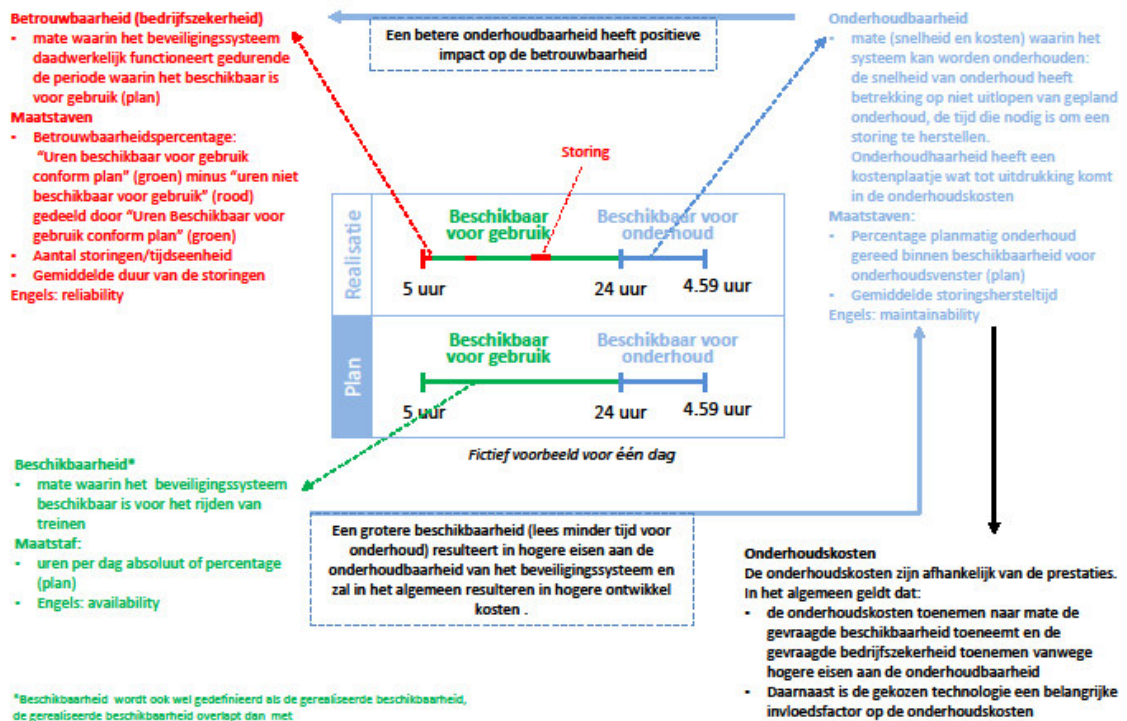 Betrouwbaarheid (bedrijfszekerheid)
- mate waarin het beveiligingssysteem
daadwerkelijk functioneert gedurende
de periode waarin het beschikbaar is
voor gebruik (plan)
Maatstaven
- Betrouwbaarheidspercentage:
"Uren beschikbaar voor gebruik
conform plan" (groen) minus "uren niet
beschikbaar voor gebruik" (rood)
gedeeld door "Uren Beschikbaar voor
gebruik conform plan" (groen)
- Aantal storingen/tijdseenheid
- Gemiddelde duur van de storingen
Engels: reliability
Een betere onderhoudbaarheid heeft positieve
impact op de betrouwbaarheid
Onderhoudbaarheid
- mate (snelheid en kosten) waarin het
systeem kan worden onderhouden:
de snelheid van onderhoud heeft
betrekking op niet uitlopen van gepland
onderhoud, de tijd die nodig is om een
storing te herstellen.
Onderhoudhaarheid heeft een
kostenplaatje wat tot uitdrukking komt
in de onderhoudskosten
Maatstaven:
- Percentage planmatig onderhoud
gereed binnen beschikbaarheid voor
onderhoudsvenster (plan)
- Gemiddelde storingshersteltijd
Engels: maintainability
Storing
Realisatie
Beschikbaar
voor gebruik
Beschikbaar voor
onderhoud
5 uur
24 uur
4.59 uur
Plan
Beschikbaar
voor gebruik
Beschikbaar voor
onderhoud
5 uur
24 uur
4.59 uur
Fictief voorbeeld voor één dag
Beschikbaarheid*
- mate waarin het beveiligingssysteem
beschikbaar is voor het rijden van
treinen
Maatstaf:
- uren per dag absoluut of percentage
(plan)
- Engels: availability
Een grotere beschikbaarheid (lees minder tijd voor
onderhoud) resulteert in hogere eisen aan de
onderhoudbaarheid van het beveiligingssysteem en
zal in het algemeen resulteren in hogere ontwikkel
kosten .
Onderhoudskosten
De onderhoudskosten zijn afhankelijk van de prestaties.
In het algemeen geldt dat:
- de onderhoudskosten toenemen naar mate de
gevraagde beschikbaarheid toeneemt en de
gevraagde bedrijfszekerheid toenemen vanwege
hogere eisen aan de onderhoudbaarheid
- Daarnaast is de gekozen technologie een belangrijke
invloedsfactor op de onderhoudskosten
*Beschikbaarheid wordt ook wel gedefinieerd als de gerealiseerde beschikbaarheid,
de gerealiseerde beschikbaarheid overlapt dan met